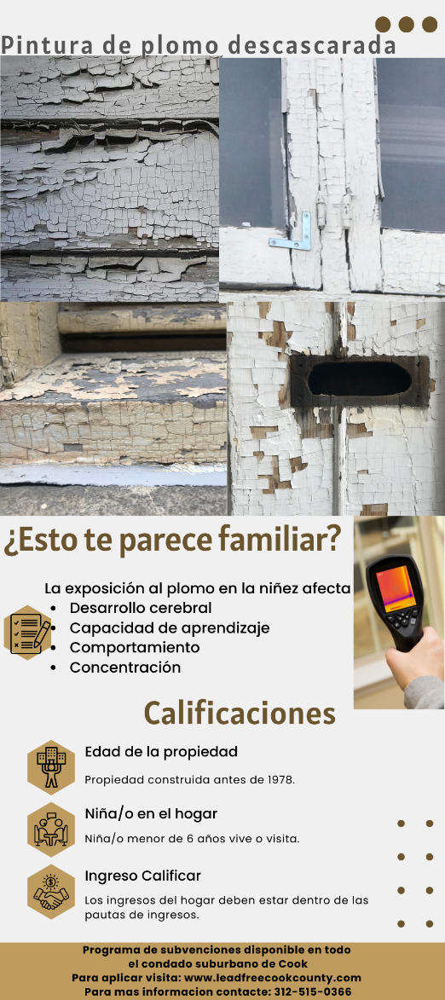 Pintura de plomo descascarada
¿Esto te parece familiar?
La exposición al plomo en la niñez afecta
• Desarrollo cerebral
• Capacidad de aprendizaje
• Comportamiento
• Concentración
Calificaciones
Edad de la propiedad
Propiedad construida antes de 1978.
Niña/o en el hogar
Niña/o menor de 6 años vive o visita.
Ingreso Calificar
Los ingresos del hogar deben estar dentro de las
pautas de ingresos.
Programa de subvenciones disponible en todo
el condado suburbano de Cook
Para aplicar visita: www.leadfreecookcounty.com
Para mas informacion contacte: 312-515-0366